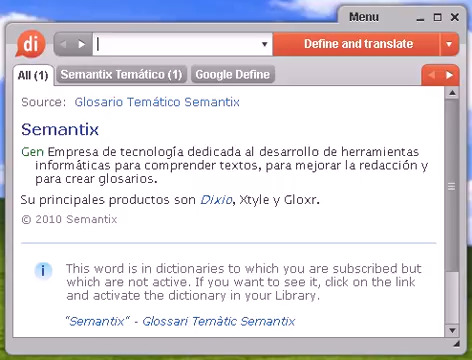 Menu
di
Define and translate
All (1) Semantix Temático (1) Google Define
Source: Glosario Temático Semantix
Semantix
Gen Empresa de tecnología dedicada al desarrollo de herramientas
informáticas para comprender textos, para mejorar la redacción y
para crear glosarios.
Su principales productos son Dixio, Xtyle y Gloxr.
© 2010 Semantix
i
This word is in dictionaries to which you are subscribed but
which are not active. If you want to see it, click on the link
and activate the dictionary in your Library.
"Semantix" - Glossari Temàtic Semantix